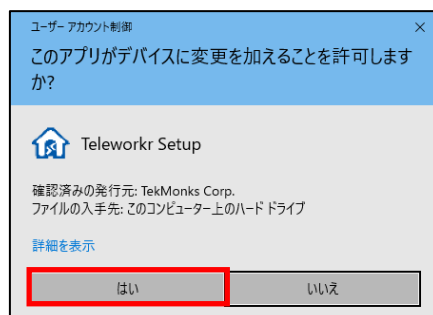 ユーザー アカウント制御
このアプリがデバイスに変更を加えることを許可します
か?
Teleworkr Setup
確認済みの発行元: TekMonks Corp.
ファイルの入手先: このコンピューター上のハード ドライブ
詳細を表示
はい
いいえ